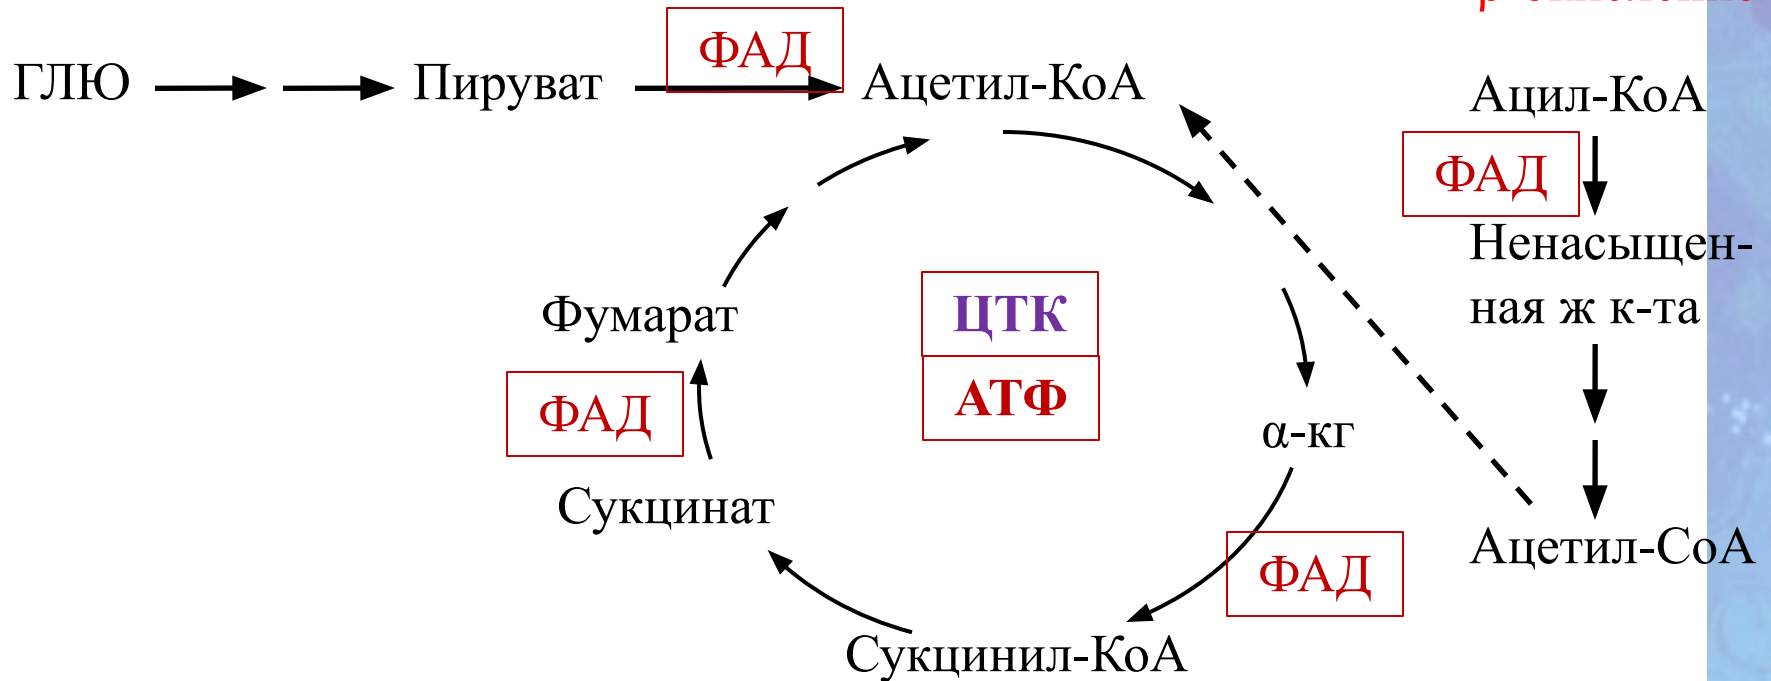 ФАД
ГЛЮ
Пируват
Ацетил-КоА
Ацил-КоА
ФАД
Ненасыщен-
ная ж к-та
Фумарат
ЦТК
АТФ
ФАД
α-кг
Сукцинат
Ацетил-СоА
ФАД
Сукцинил-КоА